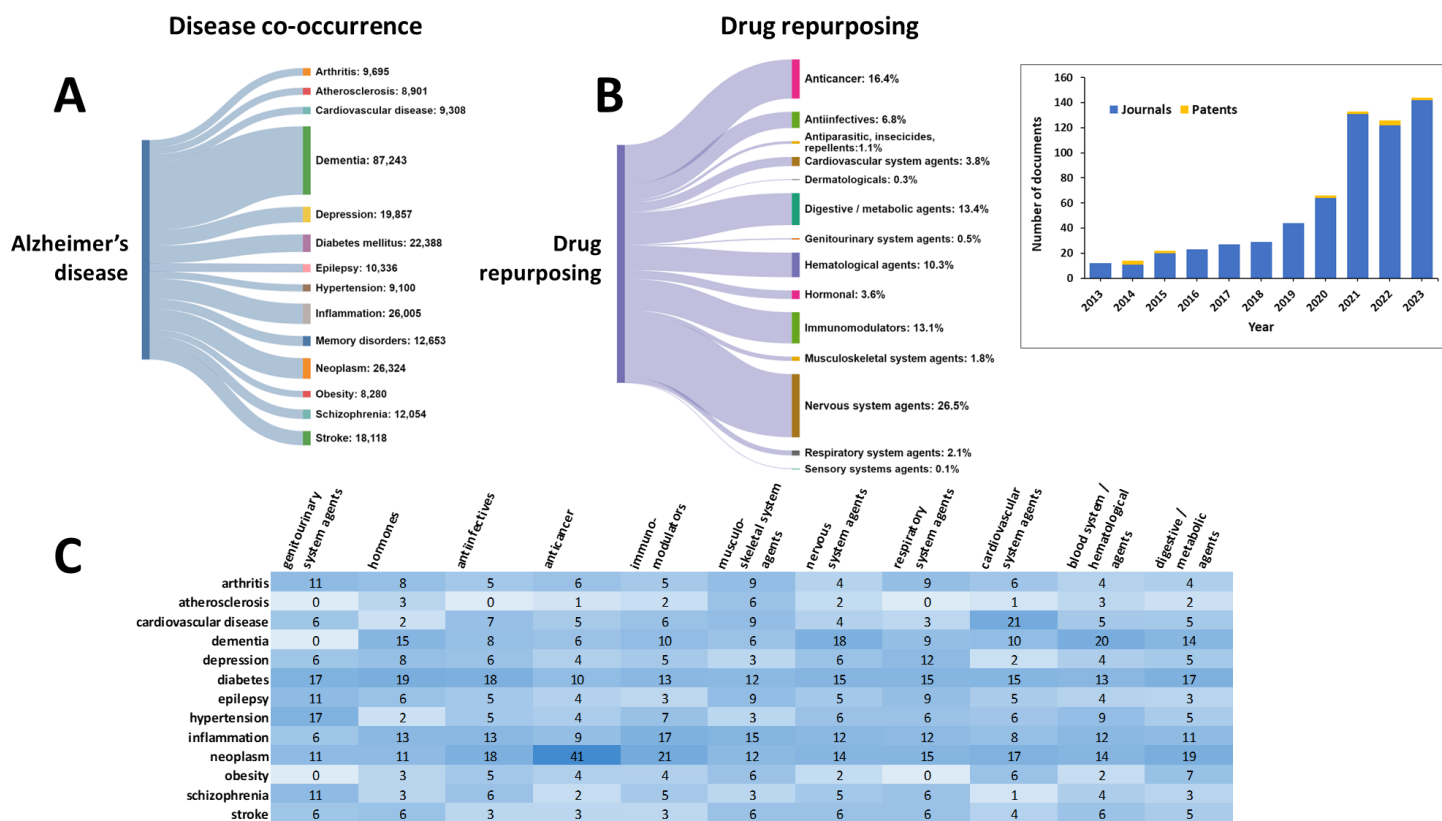 Disease co-occurrence
A
Alzheimer's
disease
Arthritis: 9,695
Atherosclerosis: 8,901
Cardiovascular disease: 9,308
Dementia: 87,243
Depression: 19,857
Diabetes mellitus: 22,388
Epilepsy: 10,336
Hypertension: 9,100
Inflammation: 26,005
Memory disorders: 12,653
Neoplasm: 26,324
Obesity: 8,280
Schizophrenia: 12,054
Stroke: 18,118
Drug repurposing
B
Drug
repurposing
Anticancer: 16.4%
Antiinfectives: 6.8%
Antiparasitic, insecicides,
repellents:1.1%
Cardiovascular system agents: 3.8%
Dermatologicals: 0.3%
Digestive / metabolic agents: 13.4%
Genitourinary system agents: 0.5%
Hematological agents: 10.3%
Hormonal: 3.6%
Immunomodulators: 13.1%
Musculoskeletal system agents: 1.8%
Nervous system agents: 26.5%
Respiratory system agents: 2.1%
Sensory systems agents: 0.1%
Number of documents
160
140
120
100
80
60
40
20
0
Journals Patents
2013 2014 2015 2016 2017 2018 2019 2020 2021 2022 2023
Year
C
genitourinary
system agents
hormones
antiinfectives
anticancer
immuno-
modulators
musculo-
skeletal system
agents
nervous
system agents
respiratory
system agents
cardiovascular
system agents
blood system /
hematological
agents
digestive /
metabolic
agents
arthritis 11 8 5 6 5 9 4 9 6 4 4
atherosclerosis 0 3 0 1 2 6 2 0 1 3 2
cardiovascular disease 6 2 7 5 6 9 4 3 21 5 5
dementia 0 15 8 6 10 6 18 9 10 20 14
depression 6 8 6 4 5 3 6 12 2 4 5
diabetes 17 19 18 10 13 12 15 15 15 13 17
epilepsy 11 6 5 4 3 9 5 9 5 4 3
hypertension 17 2 5 4 7 3 6 6 6 9 5
inflammation 6 13 13 9 17 15 12 12 8 12 11
neoplasm 11 11 18 41 21 12 14 15 17 14 19
obesity 0 3 5 4 4 6 2 0 6 2 7
schizophrenia 11 3 6 2 5 3 5 6 1 4 3
stroke 6 6 3 3 3 6 6 6 4 6 5